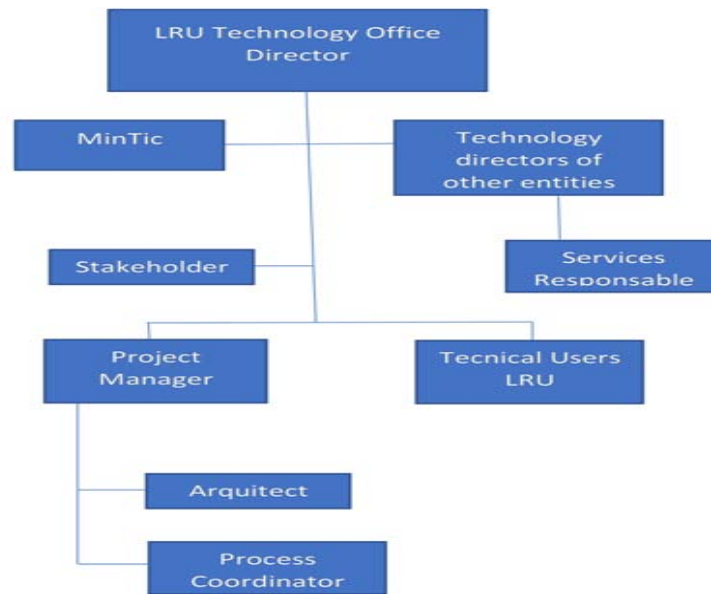 LRU Technology Office
Director
MinTic
Technology
directors of
other entities
Stakeholder
Services
Responsable
Project
Manager
Tecnical Users
LRU
Arquitect
Process
Coordinator